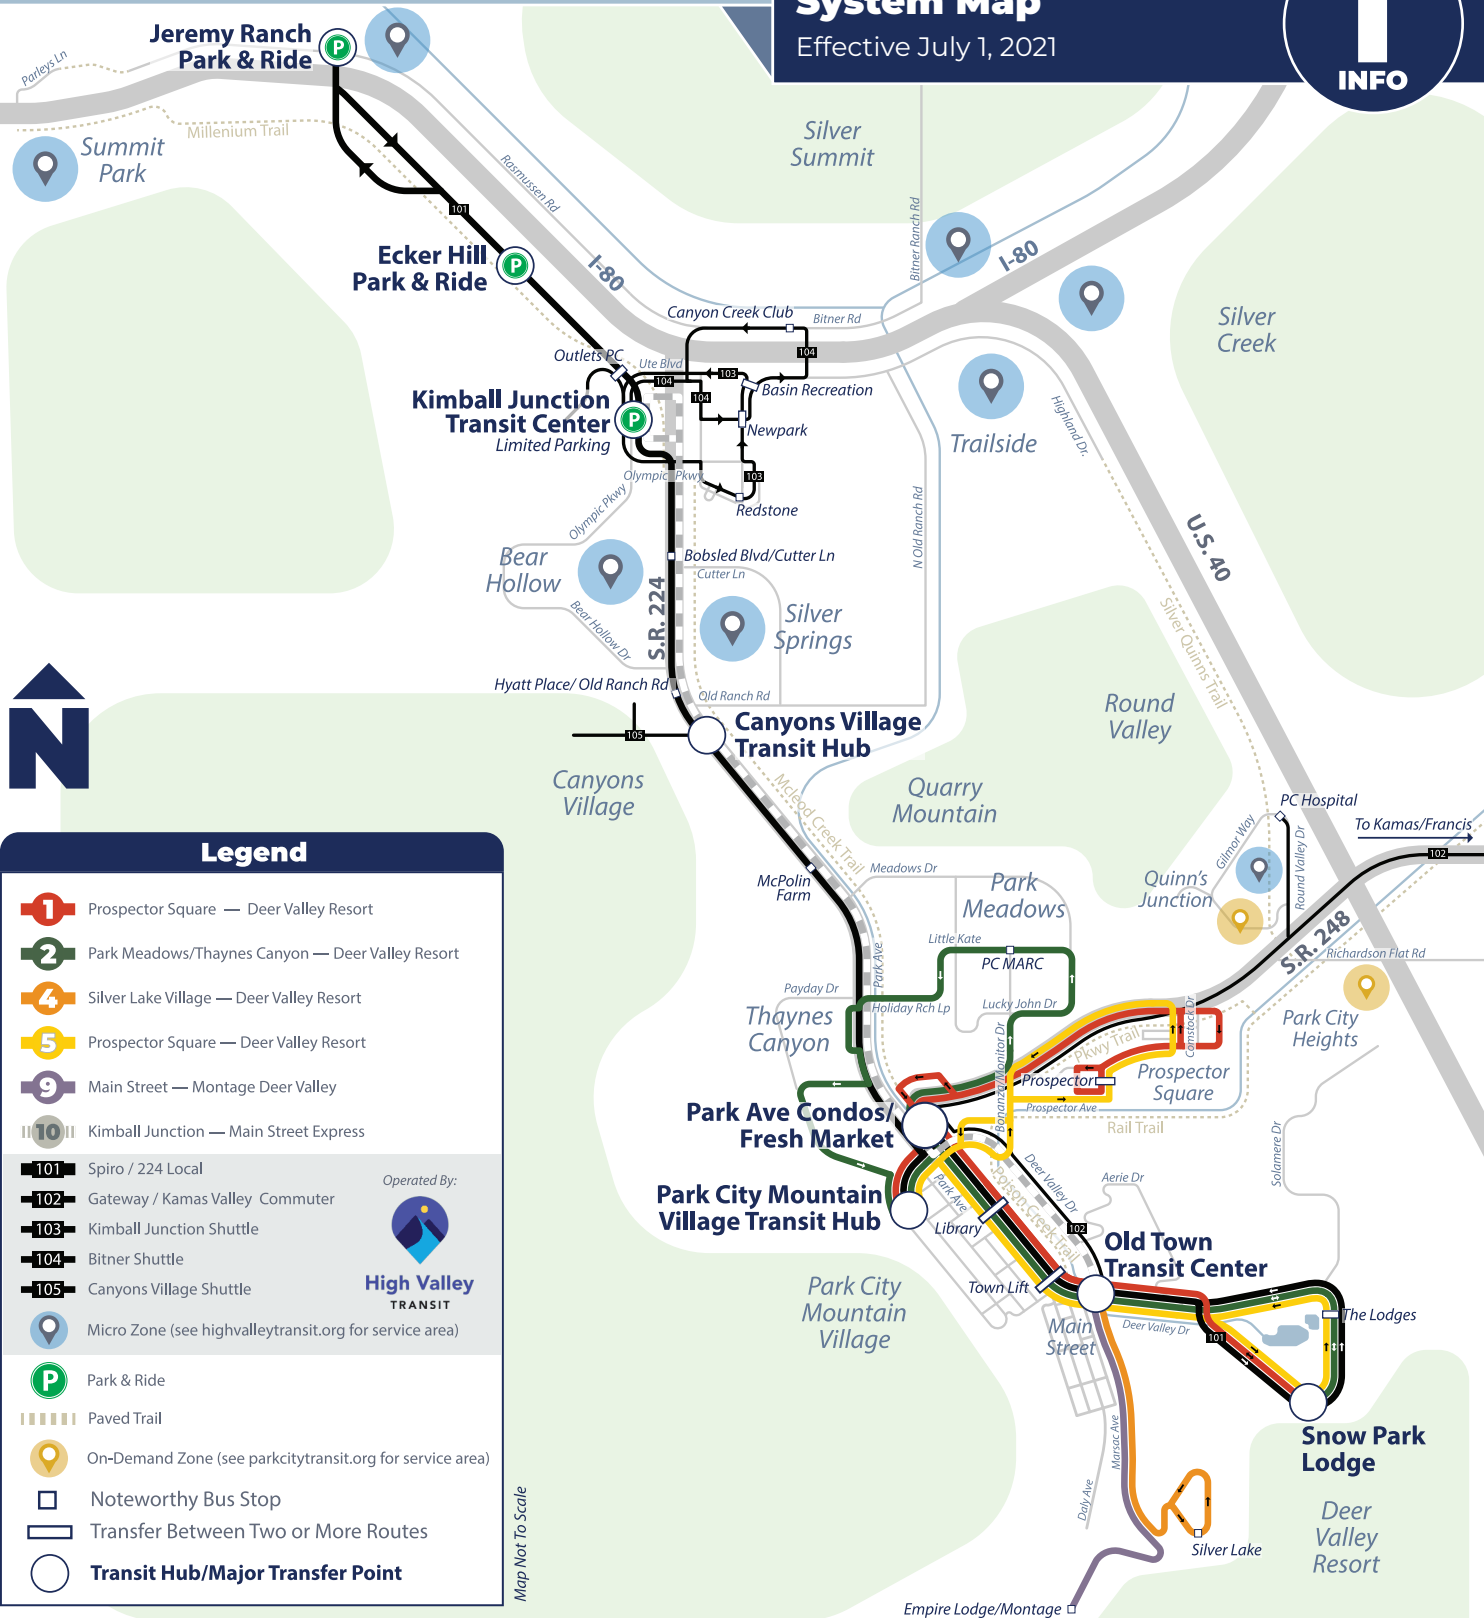 System Map
Effective July 1, 2021
INFO
Jeremy Ranch
Park & Ride
P
Parleys Ln
Millenium Trail
Summit
Park
Rasmussen Rd
101
Silver
Summit
Bitner Ranch Rd
I-80
I-80
Ecker Hill
Park & Ride
P
Silver
Creek
Canyon Creek Club
Bitner Rd
104
Outlets PC
Ute Blvd
103
104
104
Basin Recreation
Kimball Junction
Transit Center
Limited Parking
P
Newpark
Trailside
Highland Dr.
Olympic Pkwy
103
Redstone
Olympic Pkwy
N Old Ranch Rd
U.S. 40
Bear
Hollow
Bobsled Blvd/Cutter Ln
Cutter Ln
S.R. 224
Bear Hollow Dr
Silver
Springs
Silver Quinns Trail
Hyatt Place/ Old Ranch Rd
Old Ranch Rd
N
105
Canyons Village
Transit Hub
Round
Valley
Canyons
Village
Mcleod Creek Trail
Quarry
Mountain
PC Hospital
To Kamas/Francis
102
Gilmor Way
Round Valley Dr
McPolin
Farm
Meadows Dr
Park
Meadows
Quinn's
Junction
S.R. 248
Richardson Flat Rd
Little Kate
PC MARC
Park Ave
Payday Dr
Holiday Rch Lp
Lucky John Dr
Thaynes
Canyon
Bonanza/Monitor Dr
Pkwy Trail
Comstock Dr
Park City
Heights
Prospector
Prospector
Square
Prospector Ave
Rail Trail
Park Ave Condos/
Fresh Market
Solamere Dr
Deer Valley Dr
Aerie Dr
Park City Mountain
Village Transit Hub
Park Ave
Poison Creek Trail
Library
102
Old Town
Transit Center
Town Lift
Park City
Mountain
Village
Main
Street
Deer Valley Dr
101
The Lodges
Snow Park
Lodge
Marsac Ave
Daly Ave
Deer
Valley
Resort
Silver Lake
Empire Lodge/Montage
Legend
1 Prospector Square — Deer Valley Resort
2 Park Meadows/Thaynes Canyon — Deer Valley Resort
4 Silver Lake Village — Deer Valley Resort
5 Prospector Square — Deer Valley Resort
9 Main Street — Montage Deer Valley
10 Kimball Junction — Main Street Express
101 Spiro / 224 Local
102 Gateway / Kamas Valley Commuter
103 Kimball Junction Shuttle
104 Bitner Shuttle
105 Canyons Village Shuttle
Operated By:
High Valley
TRANSIT
Micro Zone (see highvalleytransit.org for service area)
P Park & Ride
Paved Trail
On-Demand Zone (see parkcitytransit.org for service area)
Noteworthy Bus Stop
Transfer Between Two or More Routes
Transit Hub/Major Transfer Point
Map Not To Scale